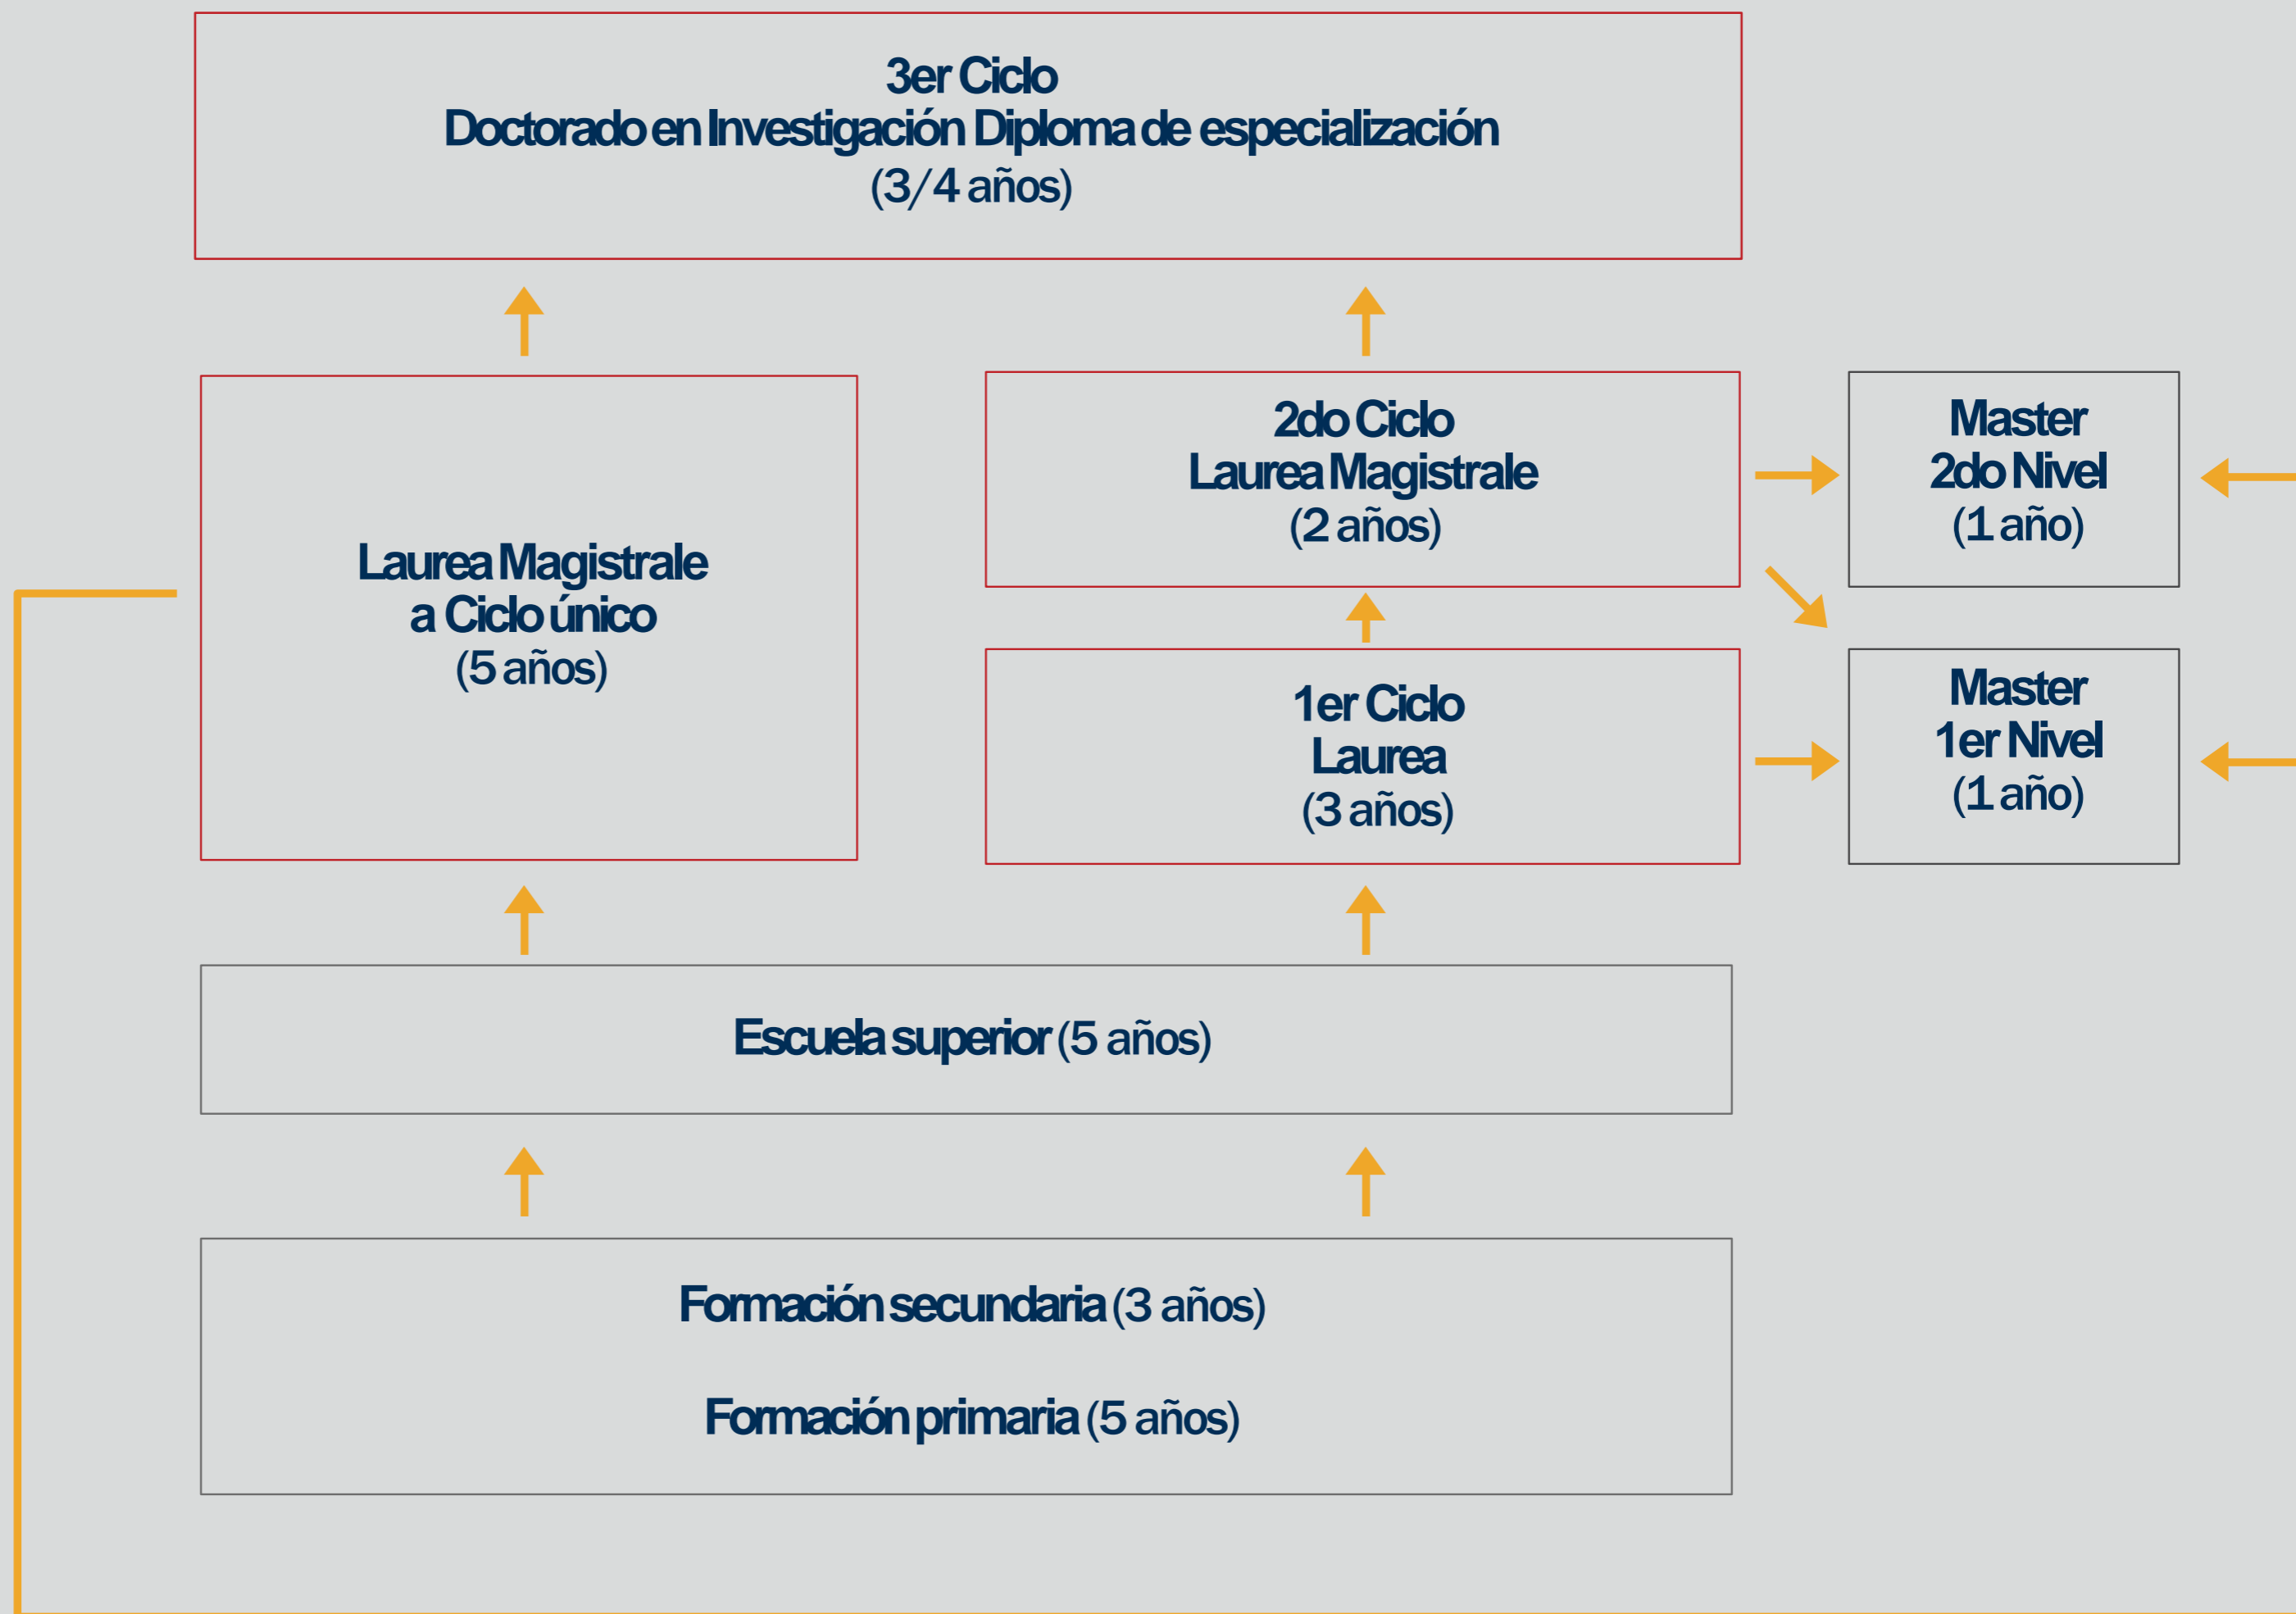 3er Ciclo
Doctorado en Investigación Diploma de especialización
(3/4 años)
Laurea Magistrale
a Ciclo único
(5 años)
2do Ciclo
Laurea Magistrale
(2 años)
Master
2do Nivel
(1 año)
1er Ciclo
Laurea
(3 años)
Master
1er Nivel
(1 año)
Escuela superior (5 años)
Formación secundaria (3 años)
Formación primaria (5 años)